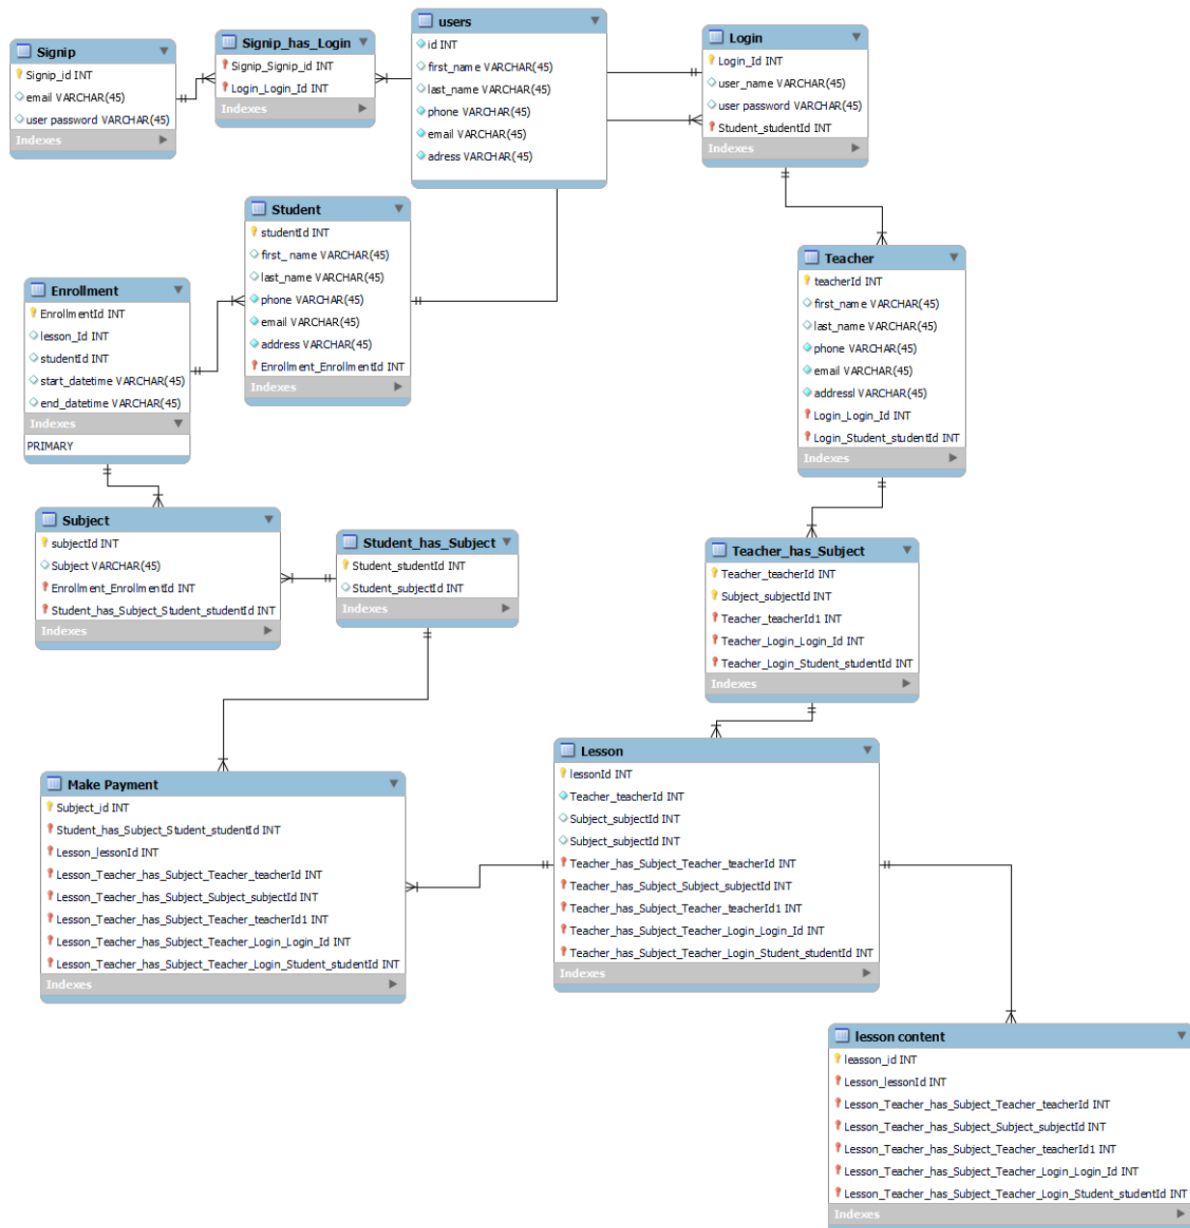 Signip
Signip_id INT
email VARCHAR(45)
user password VARCHAR(45)
Indexes
Signip_has_Login
Signip_Signip_id INT
Login_Login_Id INT
Indexes
users
id INT
first_name VARCHAR(45)
last_name VARCHAR(45)
phone VARCHAR(45)
email VARCHAR(45)
adress VARCHAR(45)
Login
Login_Id INT
user_name VARCHAR(45)
user password VARCHAR(45)
Student_studentId INT
Indexes
Student
studentId INT
first_ name VARCHAR(45)
last_name VARCHAR(45)
phone VARCHAR(45)
email VARCHAR(45)
address VARCHAR(45)
Enrollment_EnrollmentId INT
Indexes
Teacher
teacherId INT
first_name VARCHAR(45)
last_name VARCHAR(45)
phone VARCHAR(45)
email VARCHAR(45)
addressl VARCHAR(45)
Login_Login_Id INT
Login_Student_studentId INT
Indexes
Enrollment
EnrollmentId INT
lesson_Id INT
studentId INT
start_datetime VARCHAR(45)
end_datetime VARCHAR(45)
Indexes
PRIMARY
Subject
subjectId INT
Subject VARCHAR(45)
Enrollment_EnrollmentId INT
Student_has_Subject_Student_studentId INT
Indexes
Student_has_Subject
Student_studentId INT
Student_subjectId INT
Indexes
Teacher_has_Subject
Teacher_teacherId INT
Subject_subjectId INT
Teacher_teacherId1 INT
Teacher_Login_Login_Id INT
Teacher_Login_Student_studentId INT
Indexes
Make Payment
Subject_id INT
Student_has_Subject_Student_studentId INT
Lesson_lessonId INT
Lesson_Teacher_has_Subject_Teacher_teacherId INT
Lesson_Teacher_has_Subject_Subject_subjectId INT
Lesson_Teacher_has_Subject_Teacher_teacherId1 INT
Lesson_Teacher_has_Subject_Teacher_Login_Login_Id INT
Lesson_Teacher_has_Subject_Teacher_Login_Student_studentId INT
Indexes
Lesson
lessonId INT
Teacher_teacherId INT
Subject_subjectId INT
Subject_subjectId INT
Teacher_has_Subject_Teacher_teacherId INT
Teacher_has_Subject_Subject_subjectId INT
Teacher_has_Subject_Teacher_teacherId1 INT
Teacher_has_Subject_Teacher_Login_Login_Id INT
Teacher_has_Subject_Teacher_Login_Student_studentId INT
Indexes
lesson content
leasson_id INT
Lesson_lessonId INT
Lesson_Teacher_has_Subject_Teacher_teacherId INT
Lesson_Teacher_has_Subject_Subject_subjectId INT
Lesson_Teacher_has_Subject_Teacher_teacherId1 INT
Lesson_Teacher_has_Subject_Teacher_Login_Login_Id INT
Lesson_Teacher_has_Subject_Teacher_Login_Student_studentId INT
Indexes